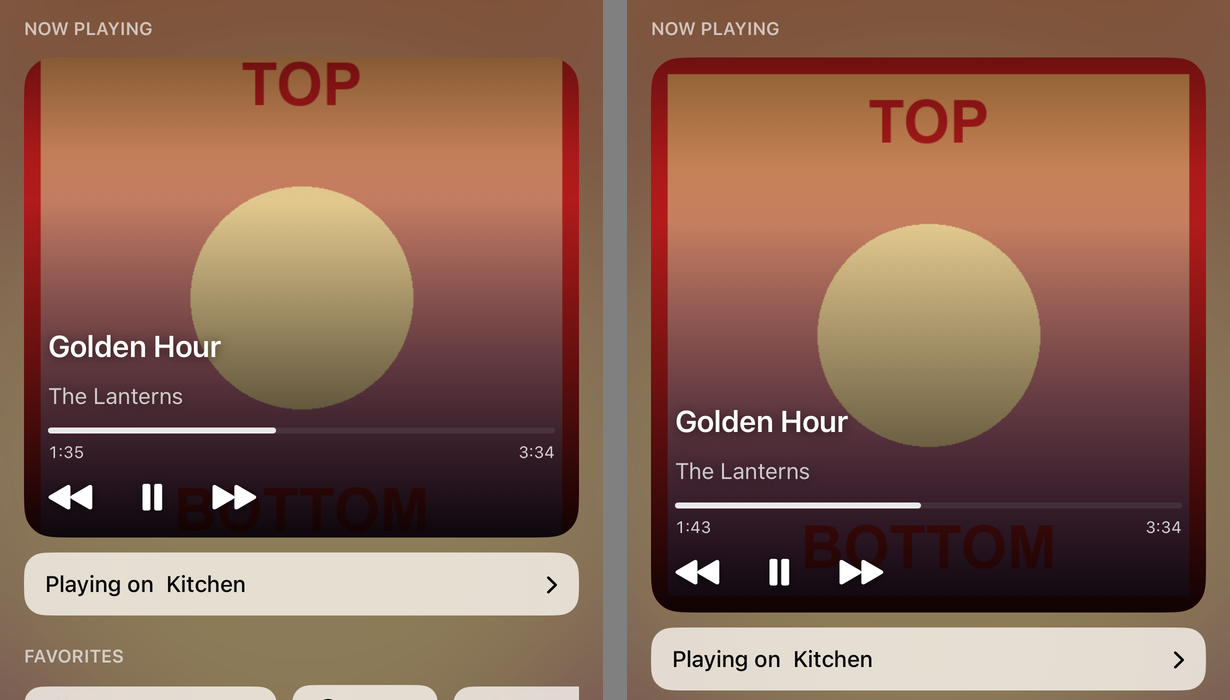 NOW PLAYING
TOP
Golden Hour
The Lanterns
1:35 3:34
BOTTOM
Playing on Kitchen
FAVORITES
NOW PLAYING
TOP
Golden Hour
The Lanterns
1:43 3:34
BOTTOM
Playing on Kitchen